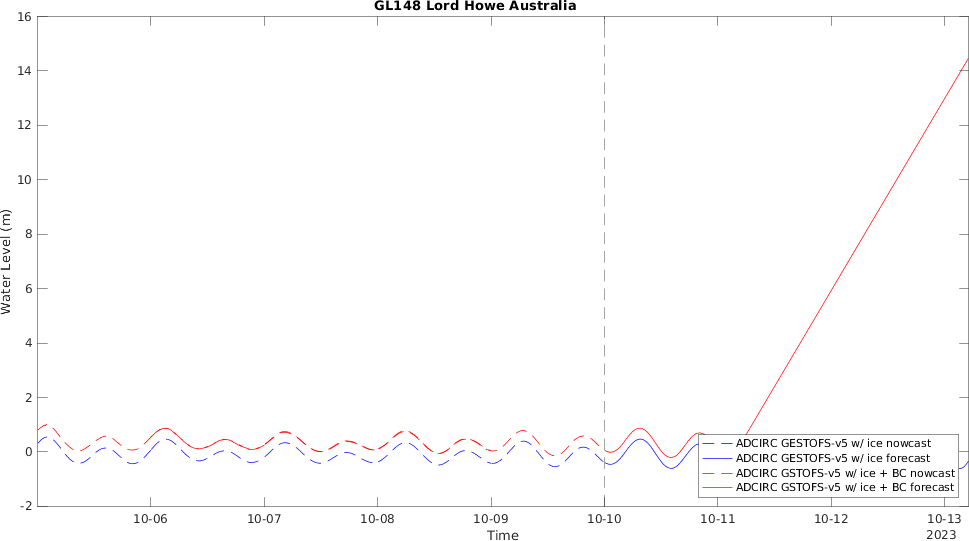 GL148 Lord Howe Australia
16
14
12
10
8
6
4
2
0
-2
Water Level (m)
ADCIRC GESTOFS-v5 w/ ice nowcast
ADCIRC GESTOFS-v5 w/ ice forecast
ADCIRC GSTOFS-v5 w/ ice + BC nowcast
ADCIRC GSTOFS-v5 w/ ice + BC forecast
10-06 10-07 10-08 10-09 10-10 10-11 10-12 10-13
2023
Time